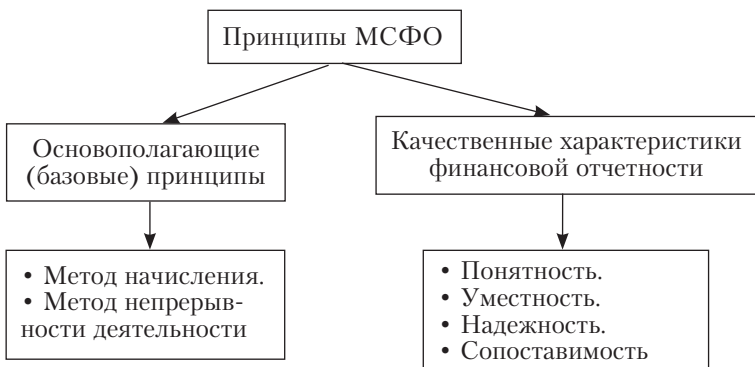 Принципы МСФО
Основополагающие
(базовые) принципы
Качественные характеристики
финансовой отчетности
• Метод начисления.
• Метод непрерыв-
ности деятельности
• Понятность.
• Уместность.
• Надежность.
• Сопоставимость